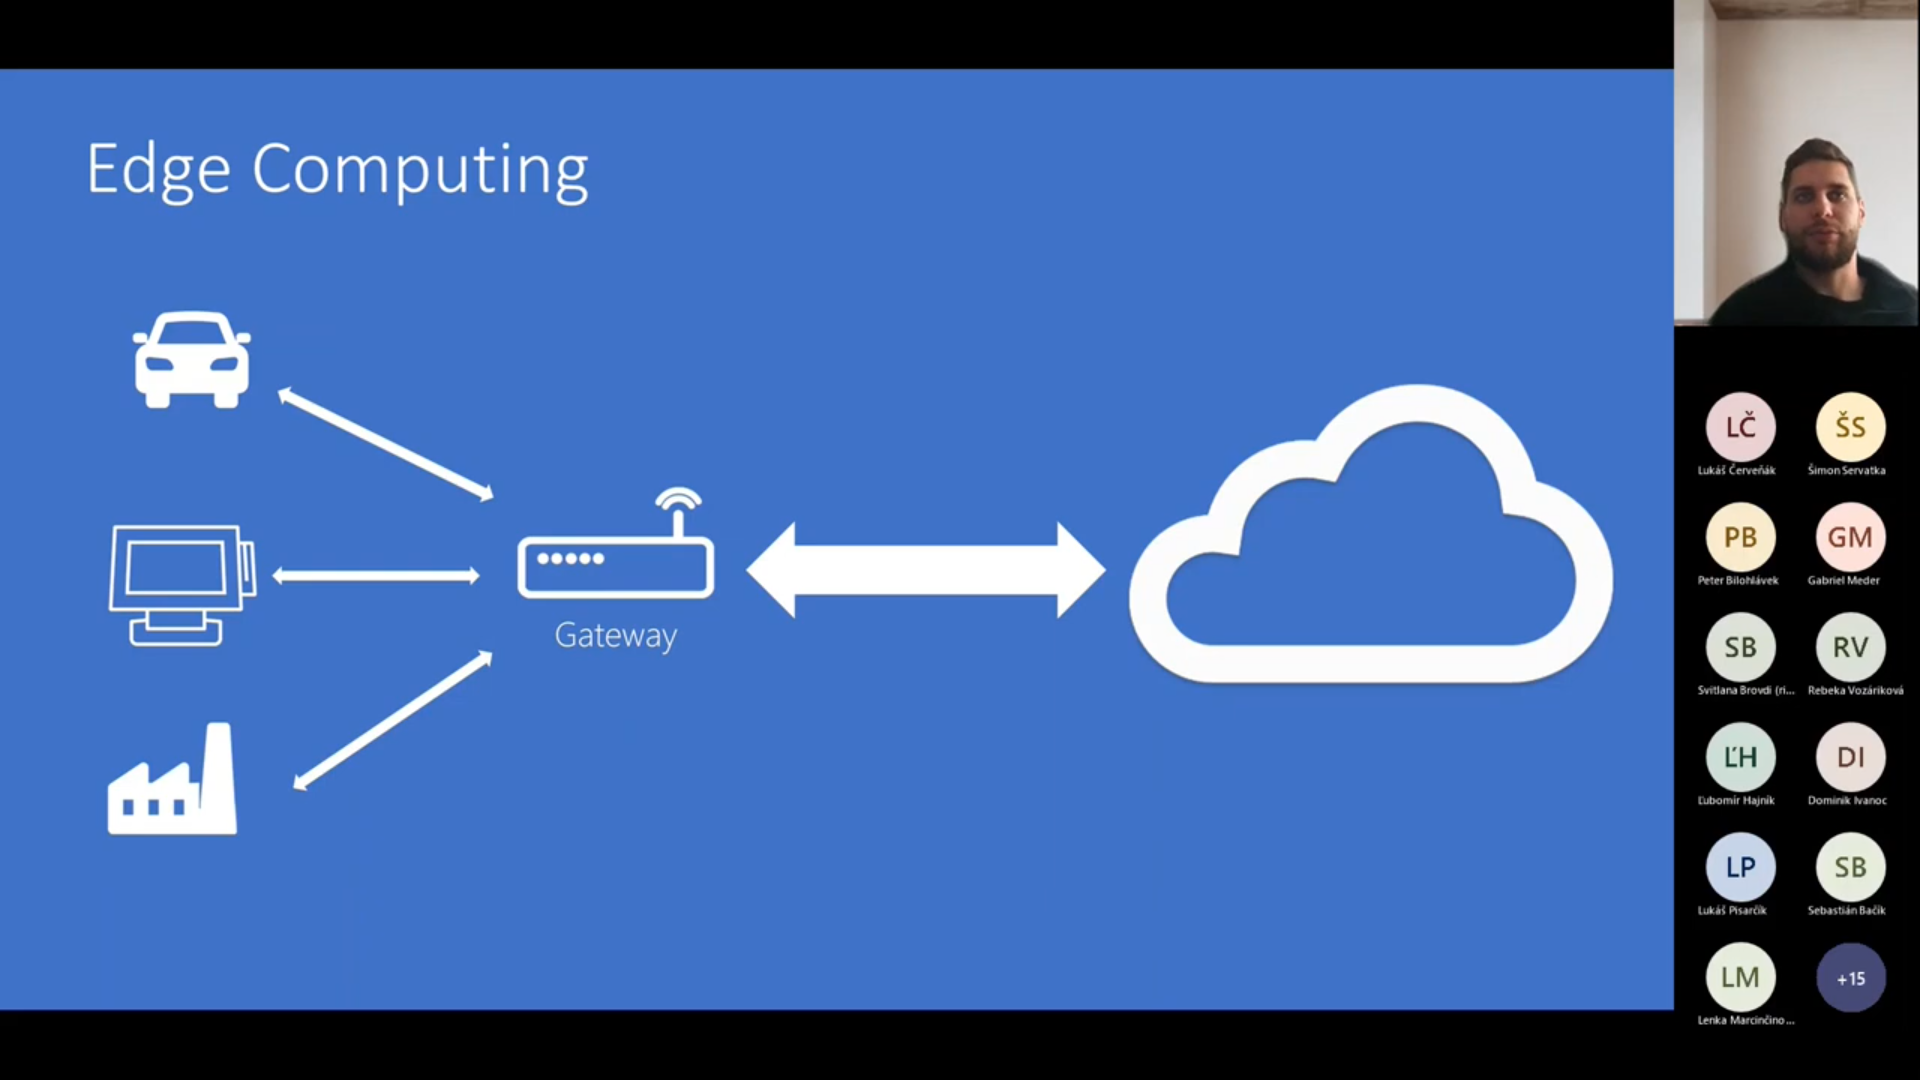 Edge Computing
Gateway
LČ
ŠS
Lukáš Červeňák
Šimon Servatka
PB
GM
Peter Bilohlávek
Gabriel Meder
SB
RV
Svitlana Brovdi (ri...
Rebeka Vozáriková
ĽH
DI
Ľubomír Hajník
Dominik Ivanoc
LP
SB
Lukáš Pisarčík
Sebastián Bačík
LM
+15
Lenka Marcinčino...